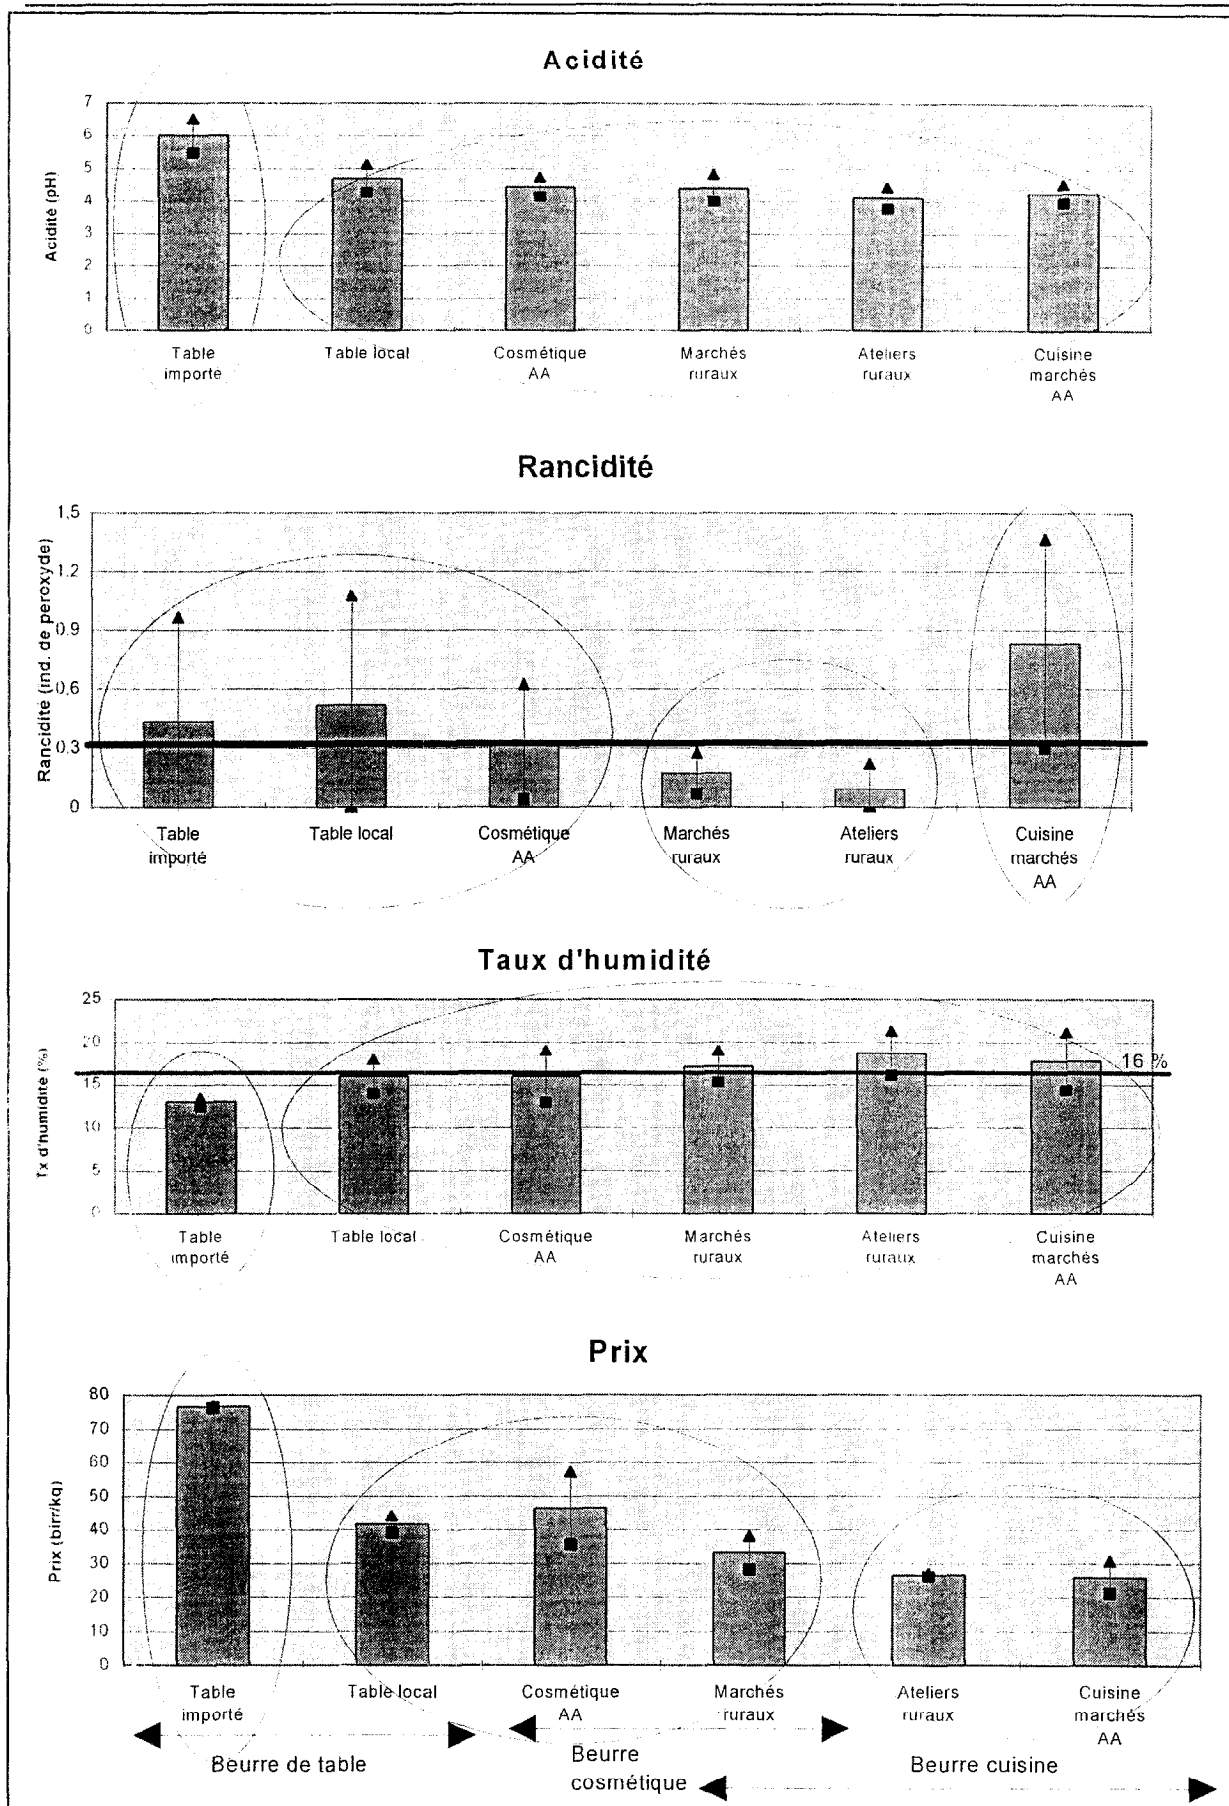 Acidité
Acidité (pH)
7
6
5
4
3
2
1
0
Table importé
Table local
Cosmétique AA
Marchés ruraux
Ateliers ruraux
Cuisine marchés AA
Rancidité
Rancidité (ind. de peroxyde)
1,5
1.2
0.9
0.6
0.3
0
Table importé
Table local
Cosmétique AA
Marchés ruraux
Ateliers ruraux
Cuisine marchés AA
Taux d'humidité
Tx d'humidité (%)
25
20
15
10
5
0
16 %
Table importé
Table local
Cosmétique AA
Marchés ruraux
Ateliers ruraux
Cuisine marchés AA
Prix
Prix (birr/kg)
80
70
60
50
40
30
20
10
0
Table importé
Table local
Cosmétique AA
Marchés ruraux
Ateliers ruraux
Cuisine marchés AA
Beurre de table
Beurre cosmétique
Beurre cuisine